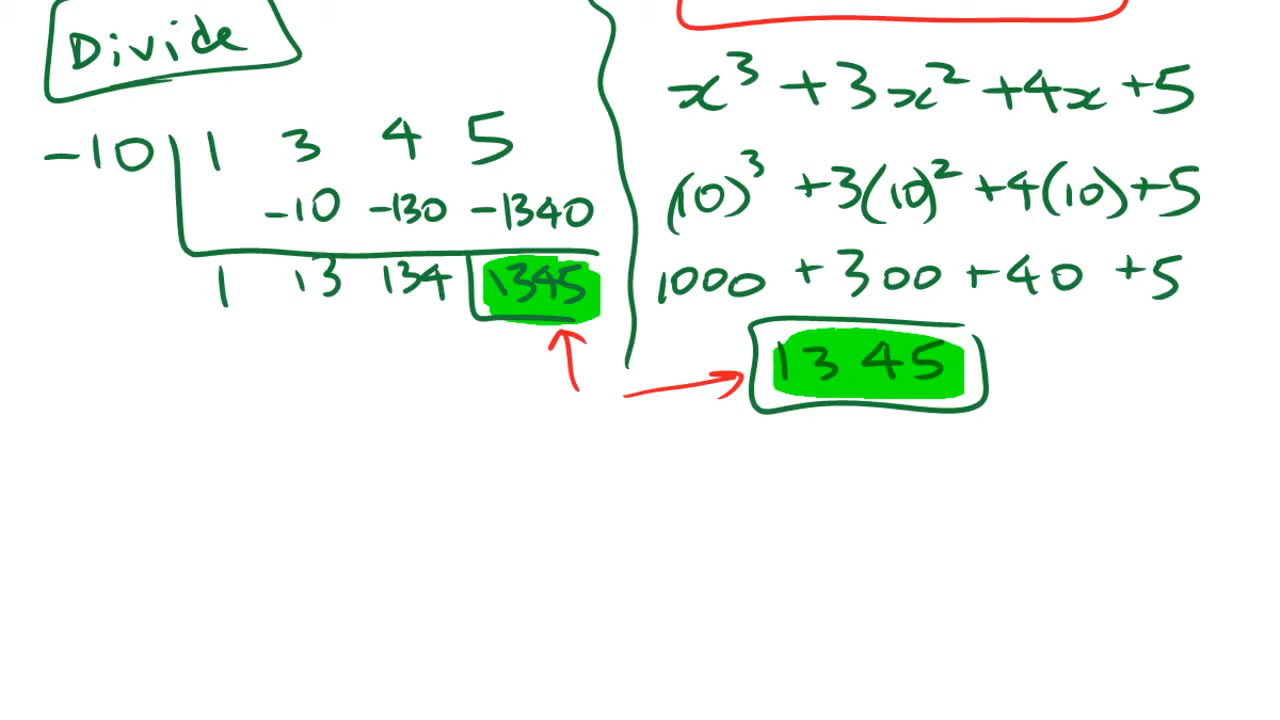 Divide
-10 | 1 3 4 5
-10 -130 -1340
1 13 134 1345
x³ + 3x² + 4x + 5
(10)³ + 3(10)² + 4(10) + 5
1000 + 300 + 40 + 5
1345